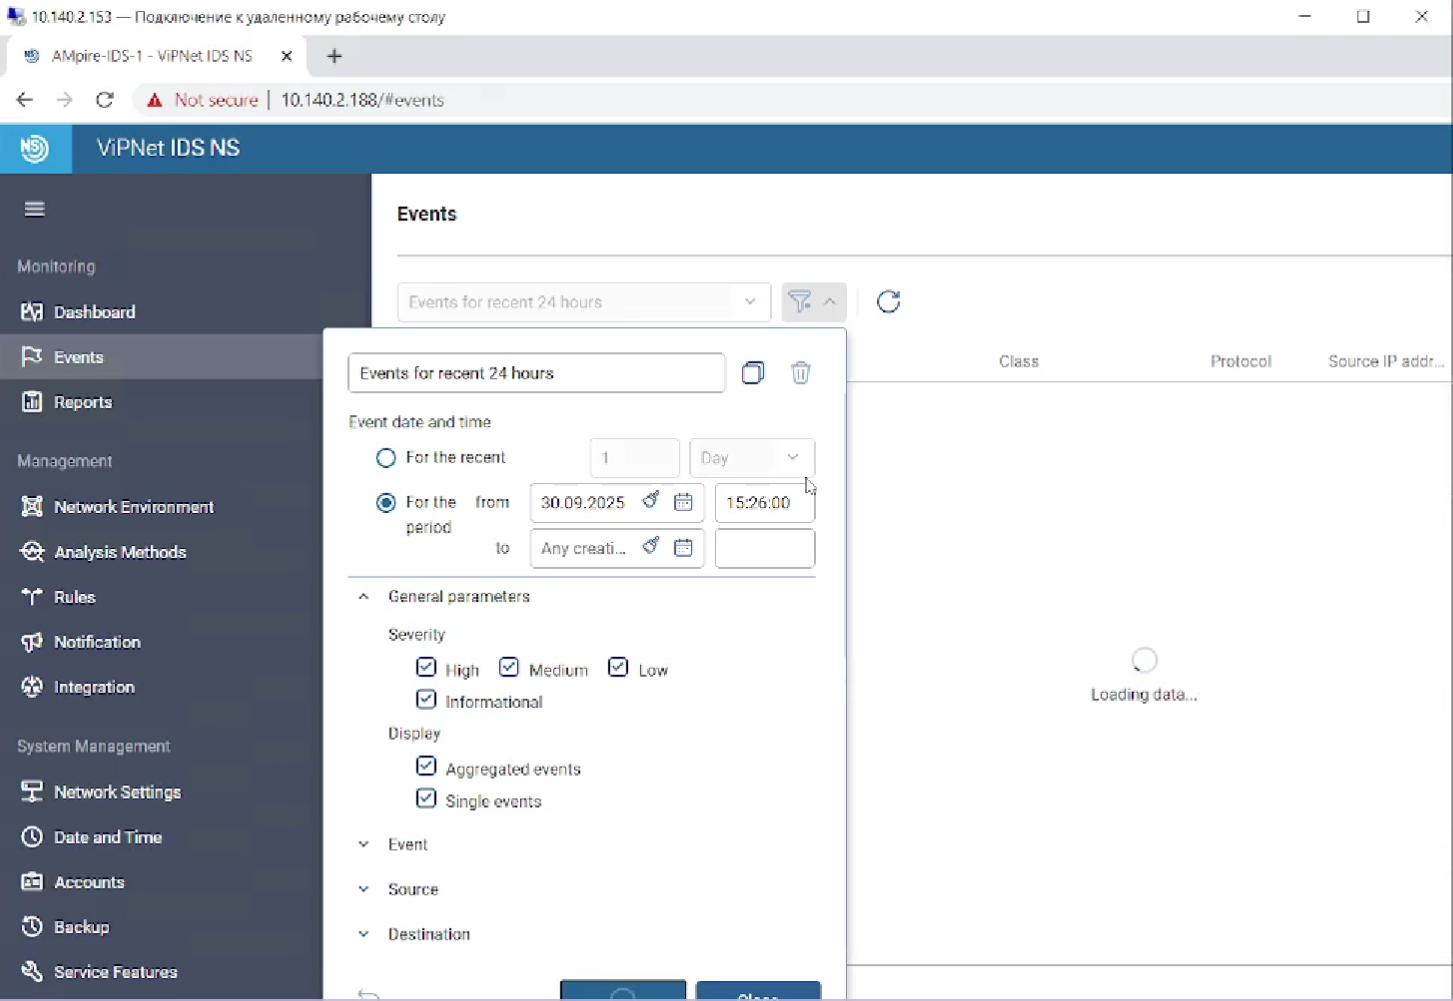 10.140.2.153 — Подключение к удаленному рабочему столу
AMpire-IDS-1 - ViPNet IDS NS
Not secure | 10.140.2.188/#events
NS ViPNet IDS NS
Events
Monitoring
Dashboard
Events
Reports
Management
Network Environment
Analysis Methods
Rules
Notification
Integration
System Management
Network Settings
Date and Time
Accounts
Backup
Service Features
Events for recent 24 hours
Class Protocol Source IP addr...
Events for recent 24 hours
Event date and time
For the recent 1 Day
For the period from 30.09.2025 15:26:00
to Any creati...
General parameters
Severity
High Medium Low
Informational
Display
Aggregated events
Single events
Event
Source
Destination
Close
Loading data...